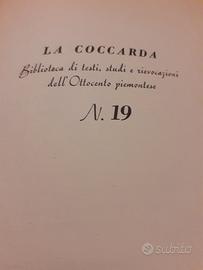 LA COCCARDA
Biblioteca di testi, studi e rievocazioni
dell'Ottocento piemontese
N. 19
subito